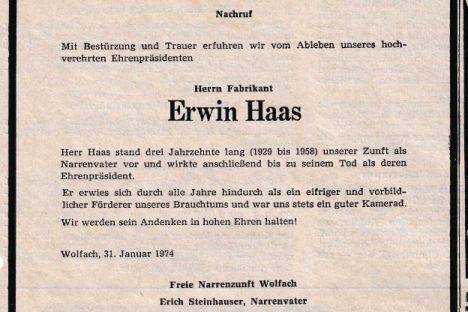 Nachruf
Mit Bestürzung und Trauer erfuhren wir vom Ableben unseres hoch-
verehrten Ehrenpräsidenten
Herrn Fabrikant
Erwin Haas
Herr Haas stand drei Jahrzehnte lang (1929 bis 1958) unserer Zunft als
Narrenvater vor und wirkte anschließend bis zu seinem Tod als deren
Ehrenpräsident.
Er erwies sich durch alle Jahre hindurch als ein eifriger und vorbild-
licher Förderer unseres Brauchtums und war uns stets ein guter Kamerad.
Wir werden sein Andenken in hohen Ehren halten!
Wolfach, 31. Januar 1974
Freie Narrenzunft Wolfach
Erich Steinhauser, Narrenvater